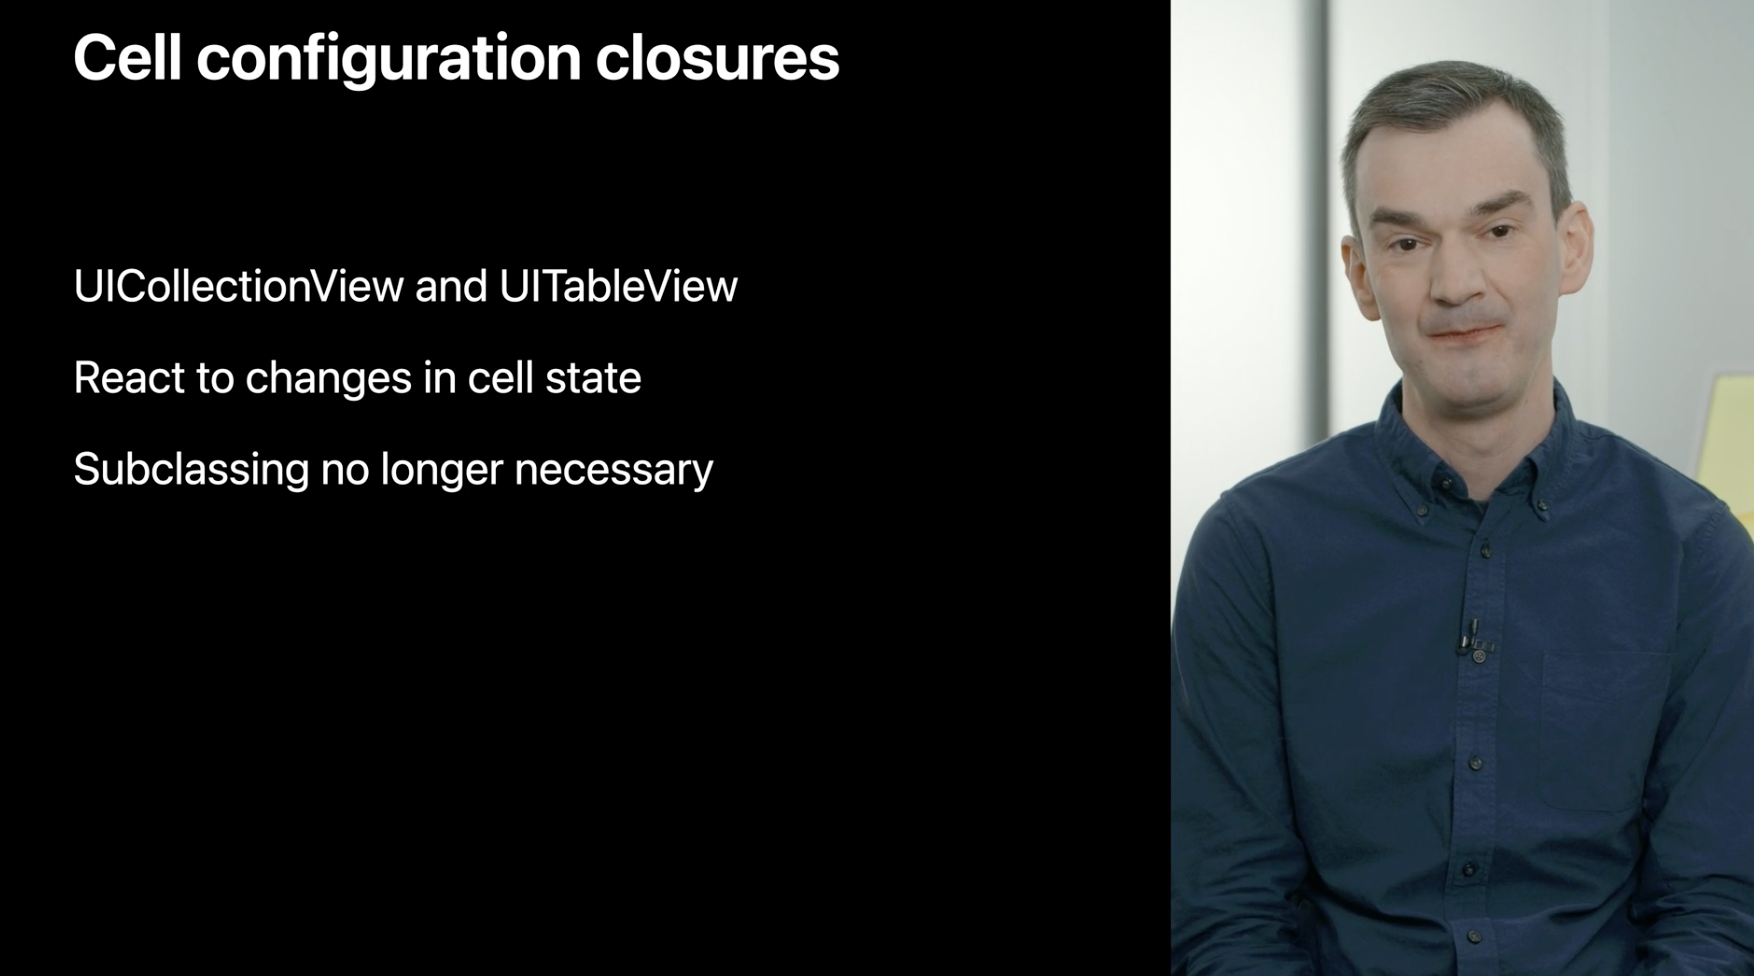 Cell configuration closures
UICollectionView and UITableView
React to changes in cell state
Subclassing no longer necessary